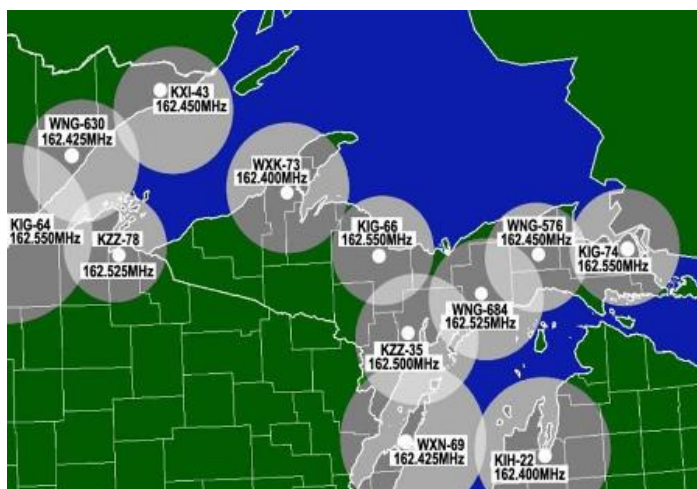 KXI-43
162.450MHz
WNG-630
162.425MHz
WXK-73
162.400MHz
KIG-64
162.550MHz
KZZ-78
162.525MHz
KIG-66
162.550MHz
WNG-576
162.450MHz
KIG-74
162.550MHz
WNG-684
162.525MHz
KZZ-35
162.500MHz
WXN-69
162.425MHz
KIH-22
162.400MHz